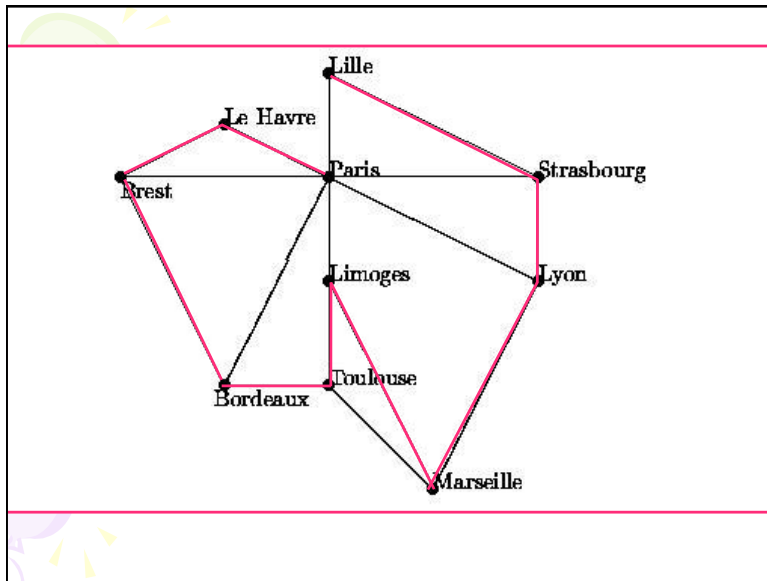 Lille
Le Havre
Paris
Strasbourg
Brest
Limoges
Lyon
Toulouse
Bordeaux
Marseille